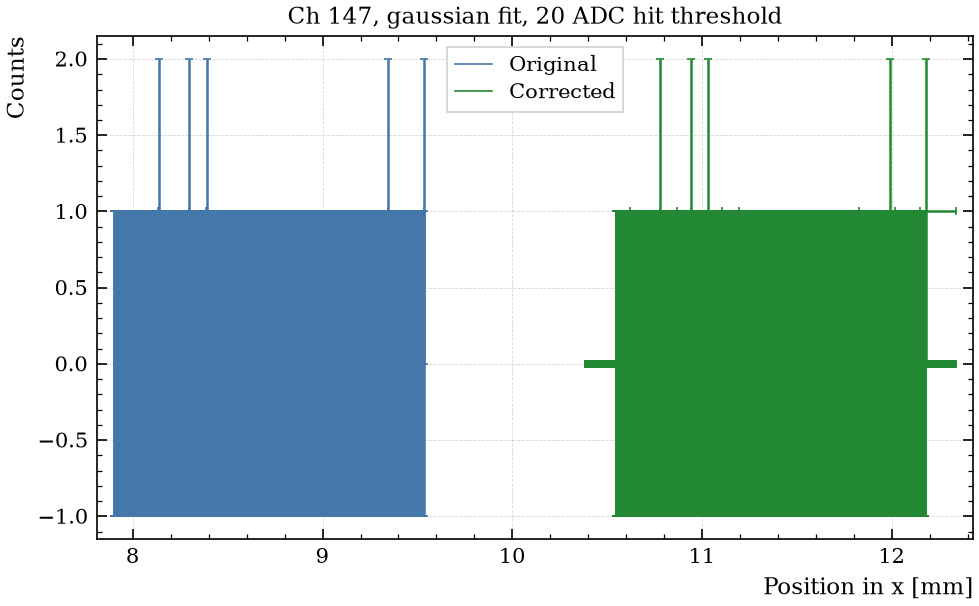 Ch 147, gaussian fit, 20 ADC hit threshold
Counts
Original
Corrected
2.0
1.5
1.0
0.5
0.0
−0.5
−1.0
8 9 10 11 12
Position in x [mm]